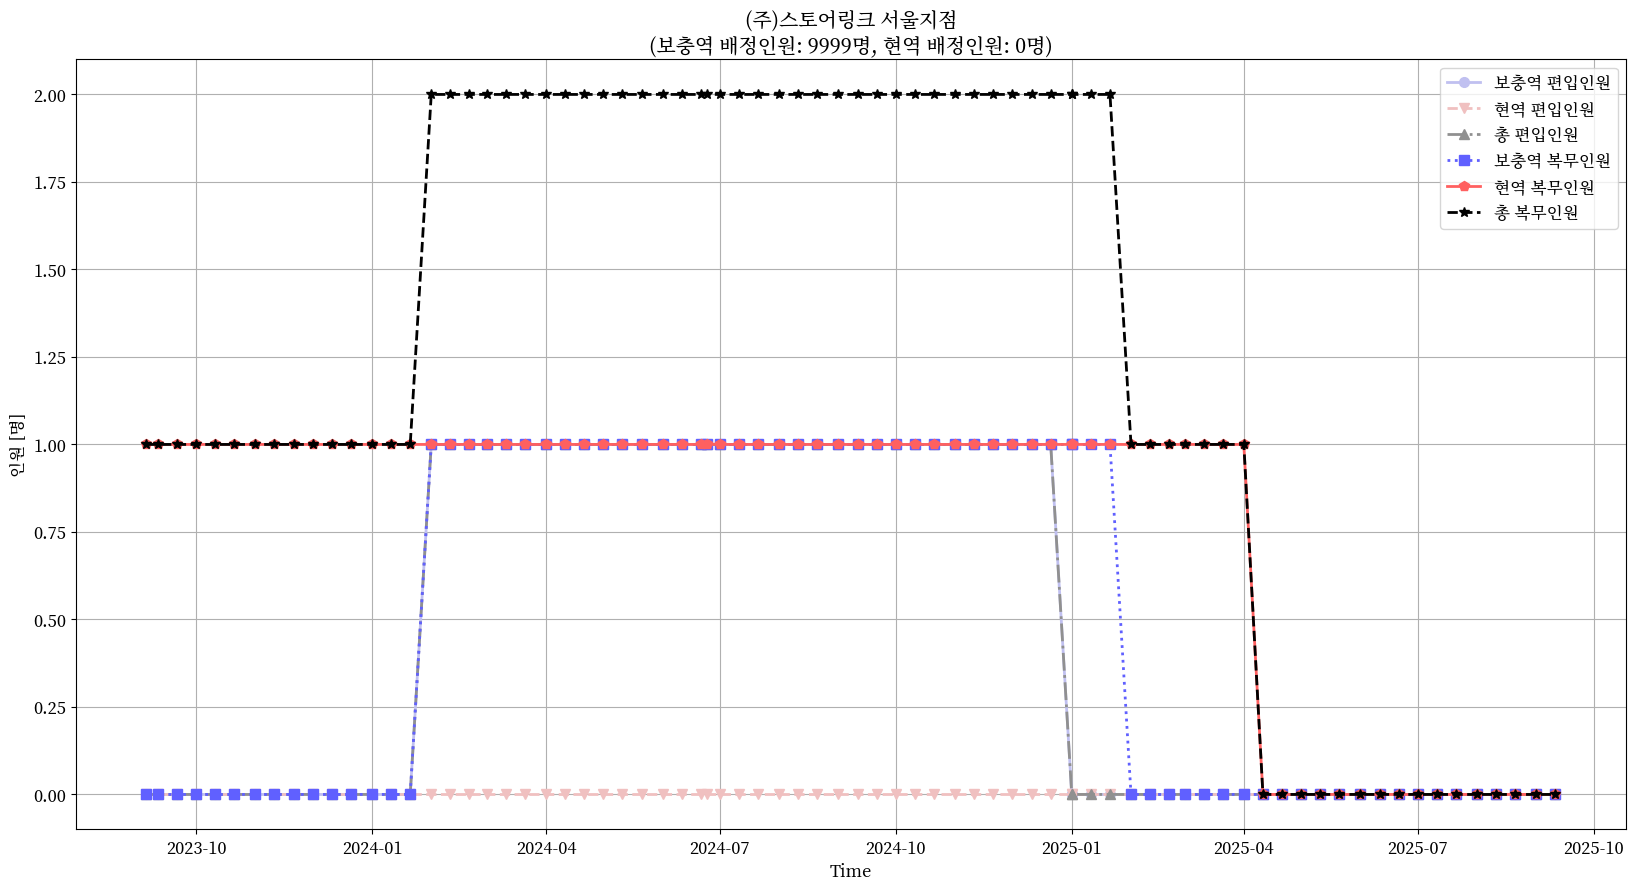 (주)스토어링크 서울지점
(보충역 배정인원: 9999명, 현역 배정인원: 0명)
보충역 편입인원
현역 편입인원
총 편입인원
보충역 복무인원
현역 복무인원
총 복무인원
2.00
1.75
1.50
1.25
1.00
0.75
0.50
0.25
0.00
인원 [명]
2023-10
2024-01
2024-04
2024-07
2024-10
2025-01
2025-04
2025-07
2025-10
Time